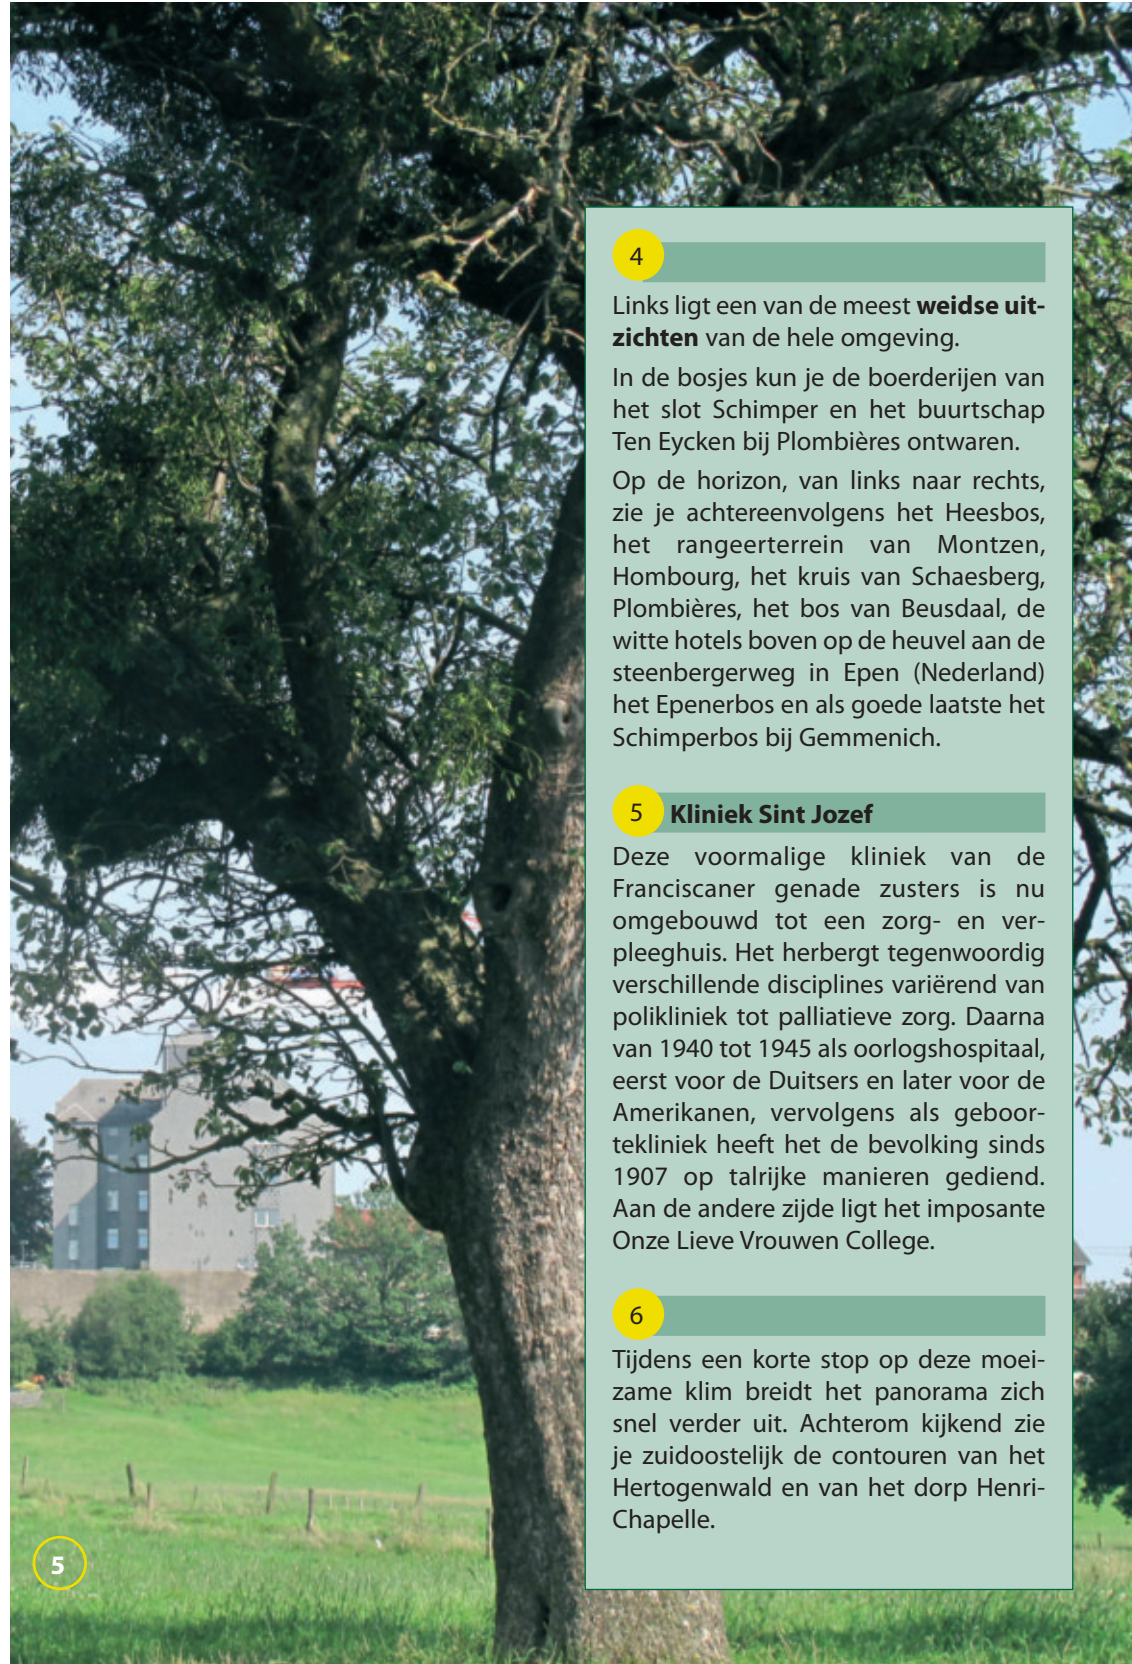 4
Links ligt een van de meest weidse uit-
zichten van de hele omgeving.
In de bosjes kun je de boerderijen van
het slot Schimper en het buurtschap
Ten Eycken bij Plombières ontwaren.
Op de horizon, van links naar rechts,
zie je achtereenvolgens het Heesbos,
het rangeerterrein van Montzen,
Hombourg, het kruis van Schaesberg,
Plombières, het bos van Beusdaal, de
witte hotels boven op de heuvel aan de
steenbergerweg in Epen (Nederland)
het Epenerbos en als goede laatste het
Schimperbos bij Gemmenich.
5 Kliniek Sint Jozef
Deze voormalige kliniek van de
Franciscaner genade zusters is nu
omgebouwd tot een zorg- en ver-
pleeghuis. Het herbergt tegenwoordig
verschillende disciplines variërend van
polikliniek tot palliatieve zorg. Daarna
van 1940 tot 1945 als oorlogshospitaal,
eerst voor de Duitsers en later voor de
Amerikanen, vervolgens als geboor-
tekliniek heeft het de bevolking sinds
1907 op talrijke manieren gediend.
Aan de andere zijde ligt het imposante
Onze Lieve Vrouwen College.
6
Tijdens een korte stop op deze moei-
zame klim breidt het panorama zich
snel verder uit. Achterom kijkend zie
je zuidoostelijk de contouren van het
Hertogenwald en van het dorp Henri-
Chapelle.
5